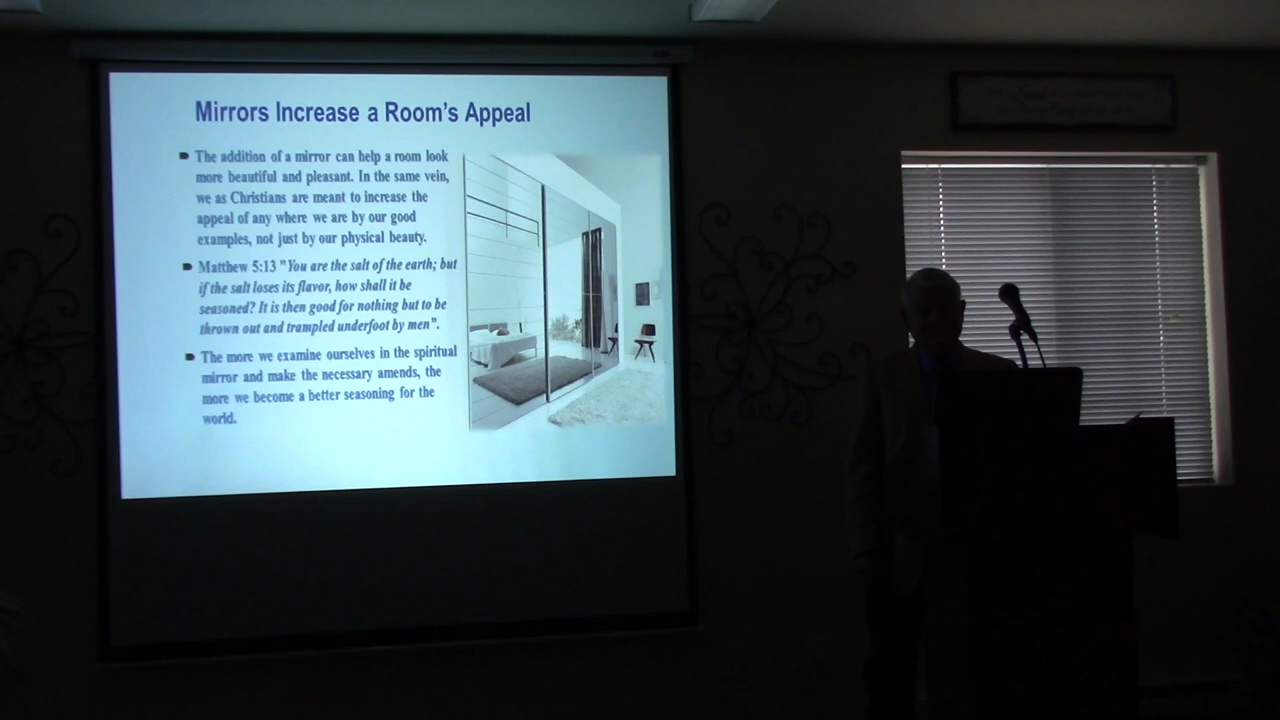 Mirrors Increase a Room's Appeal
The addition of a mirror can help a room look
more beautiful and pleasant. In the same vein,
we as Christians are meant to increase the
appeal of any where we are by our good
examples, not just by our physical beauty.
Matthew 5:13 "You are the salt of the earth; but
if the salt loses its flavor, how shall it be
seasoned? It is then good for nothing but to be
thrown out and trampled underfoot by men".
The more we examine ourselves in the spiritual
mirror and make the necessary amends, the
more we become a better seasoning for the
world.
Lord